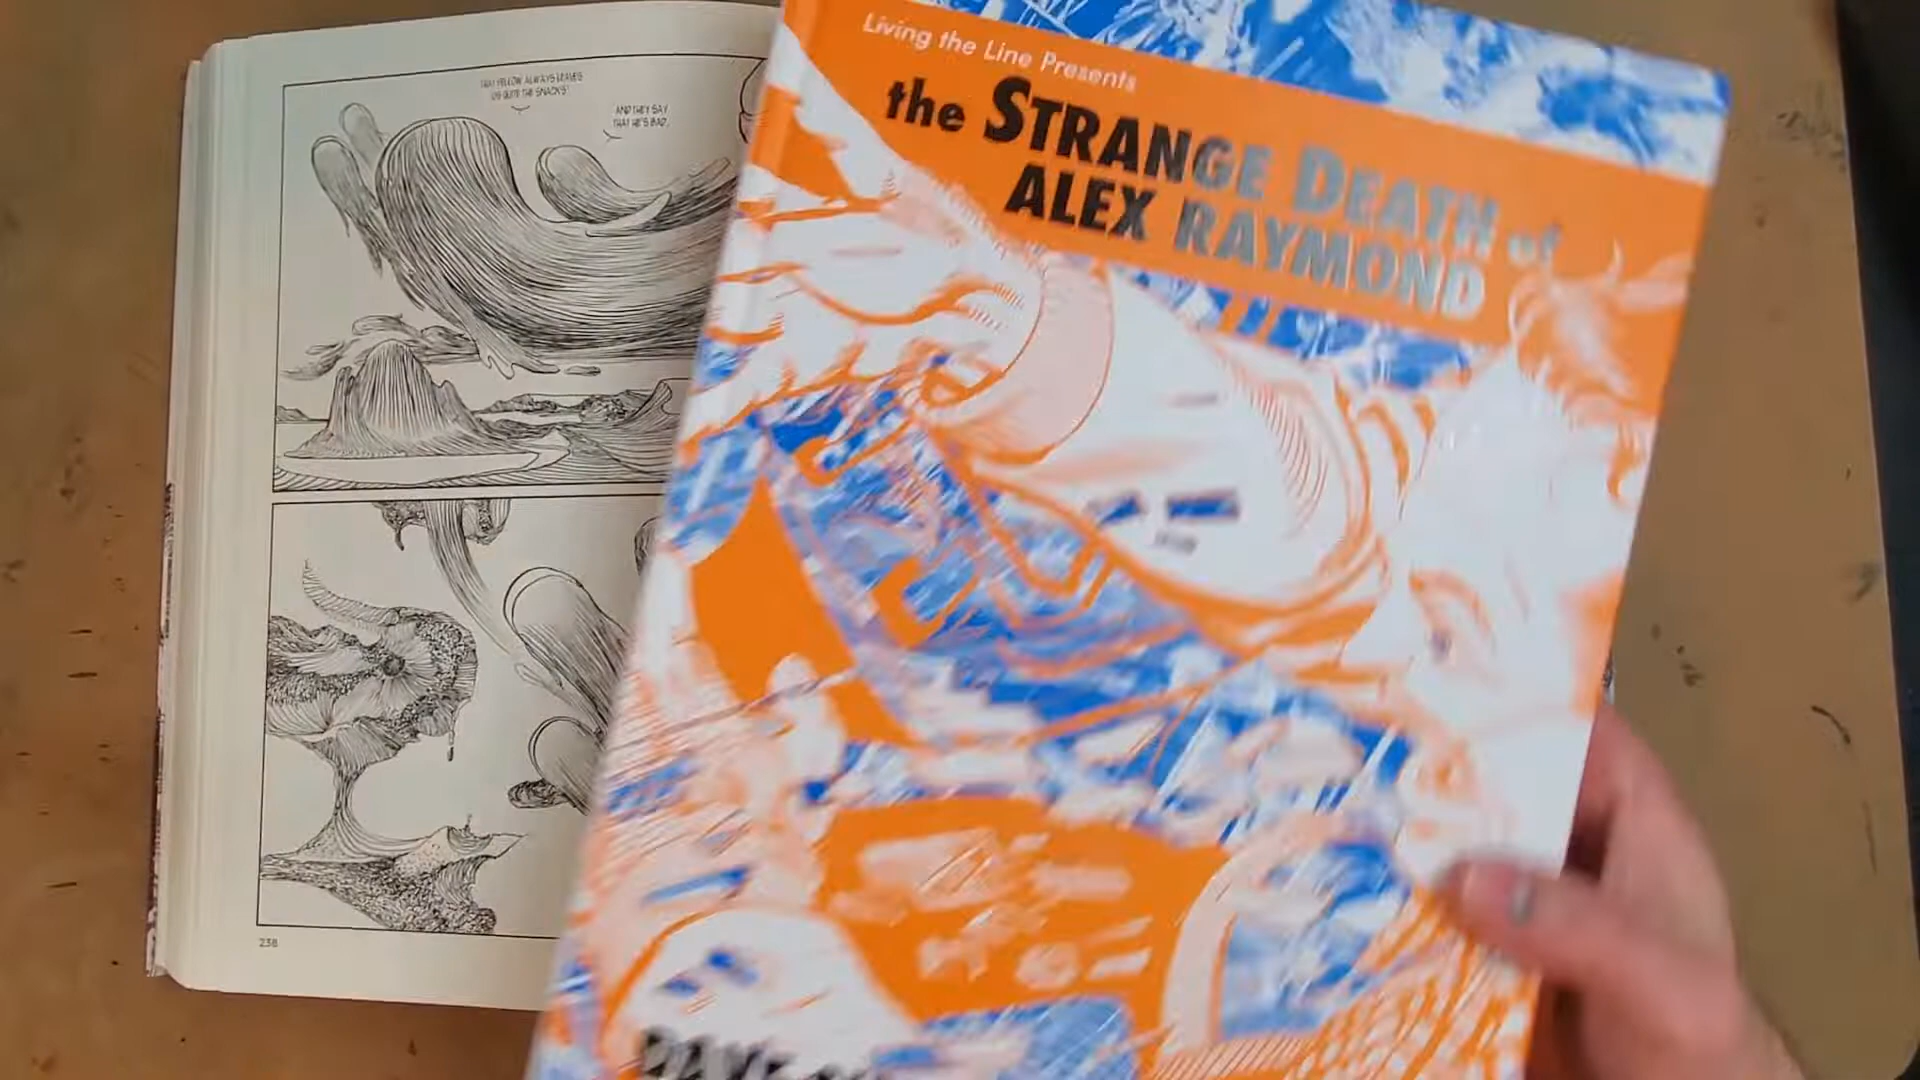 THAT YELLOW ALWAYS LEAVES
US QUITE THE SNACKS!
AND THEY SAY
THAT HE'S BAD.
238
Living the Line Presents
the STRANGE DEATH of
ALEX RAYMOND